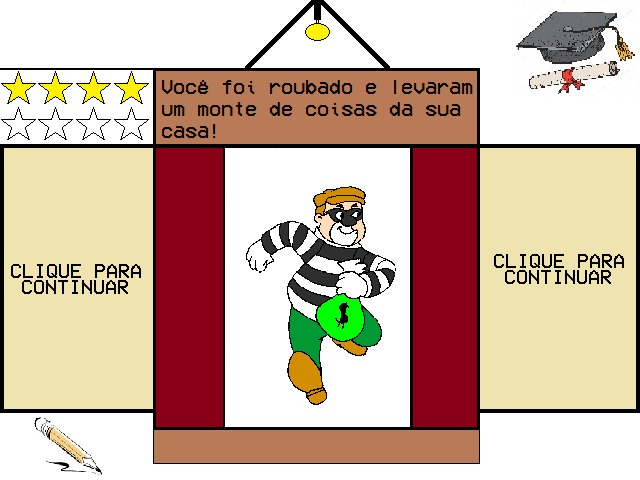 Você foi roubado e levaram
um monte de coisas da sua
casa!
CLIQUE PARA
CONTINUAR
CLIQUE PARA
CONTINUAR